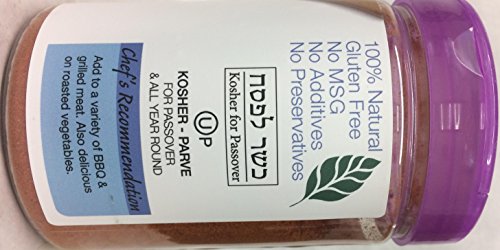 100% Natural
Gluten Free
No MSG
No Additives
No Preservatives
כשר לפסח
Kosher for Passover
U P
KOSHER - PARVE
FOR PASSOVER
& ALL YEAR ROUND
Chef's Recommendation
Add to a variety of BBQ &
grilled meat. Also dellicious
on roasted vegetables.